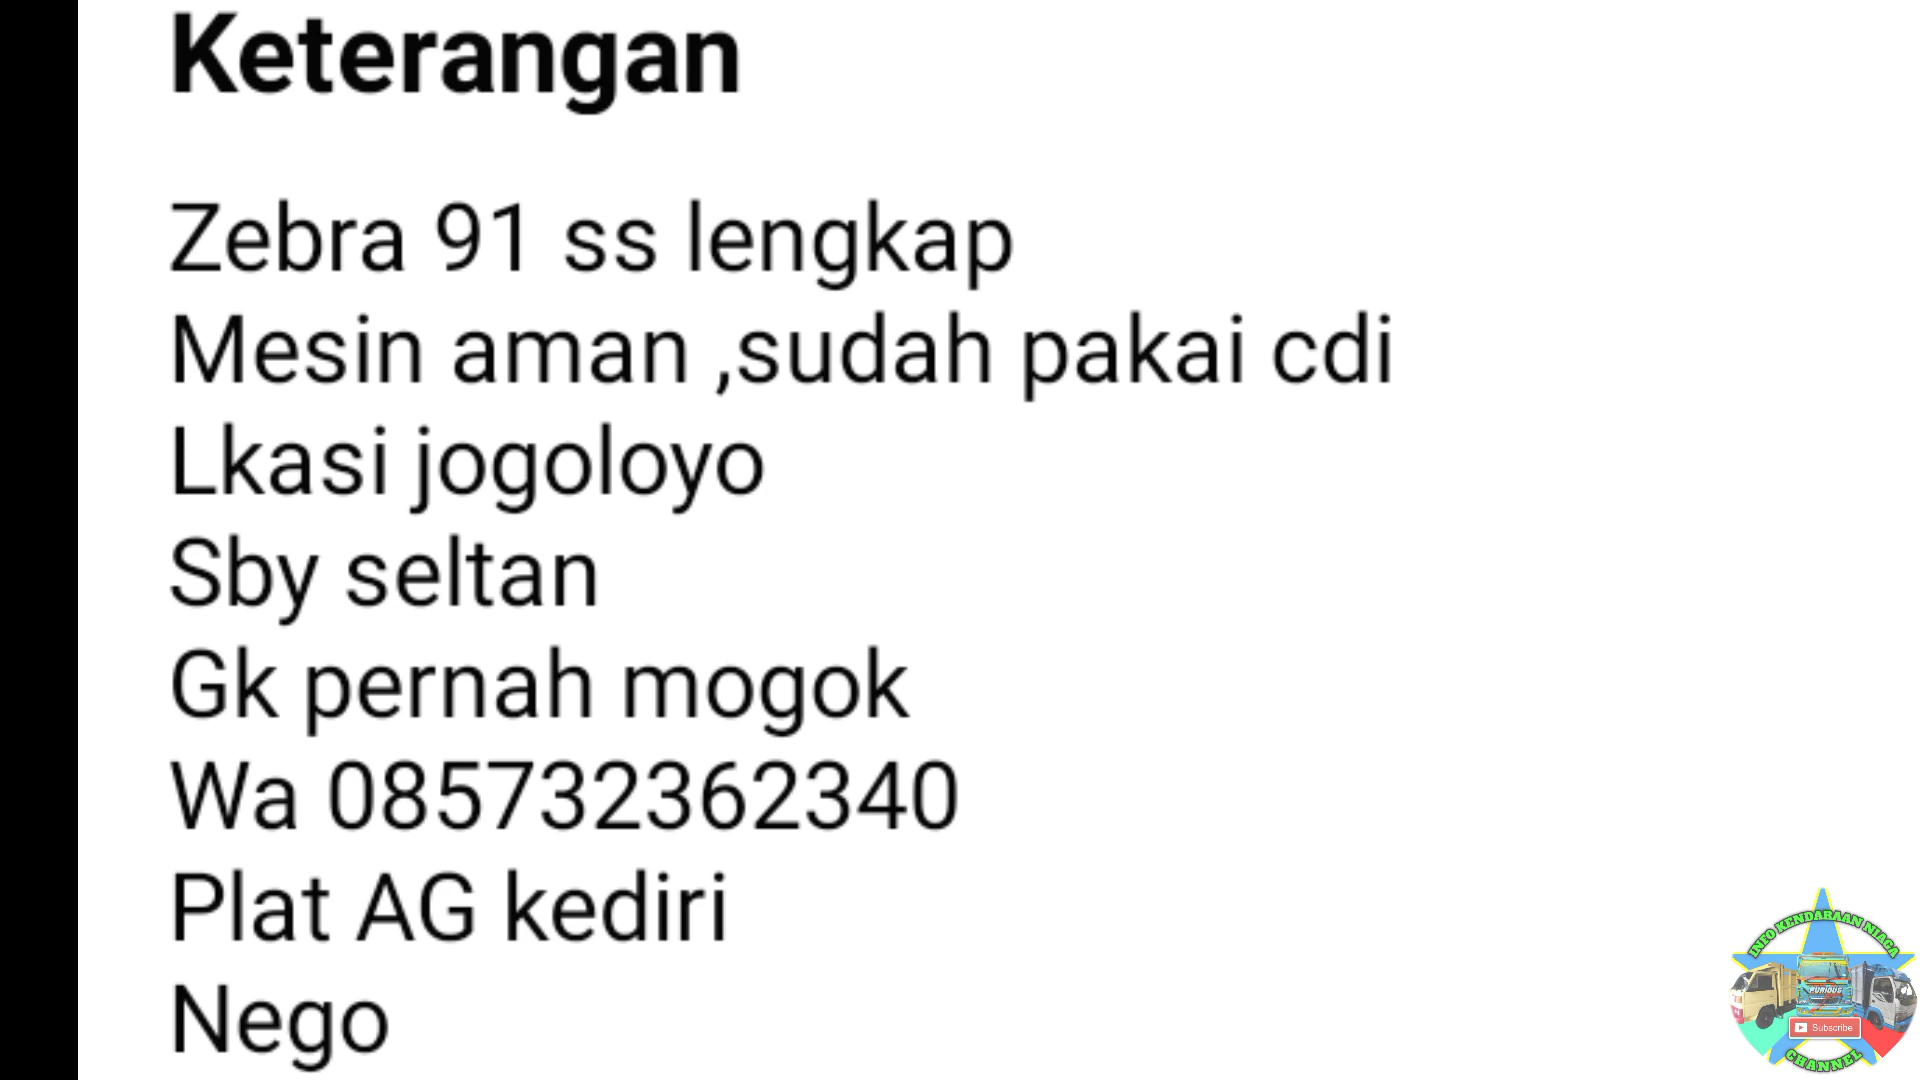 Keterangan
Zebra 91 ss lengkap
Mesin aman ,sudah pakai cdi
Lkasi jogoloyo
Sby seltan
Gk pernah mogok
Wa 085732362340
Plat AG kediri
Nego
INFO KENDARAAN NIAGA
FURIOUS
Subscribe
CHANNEL